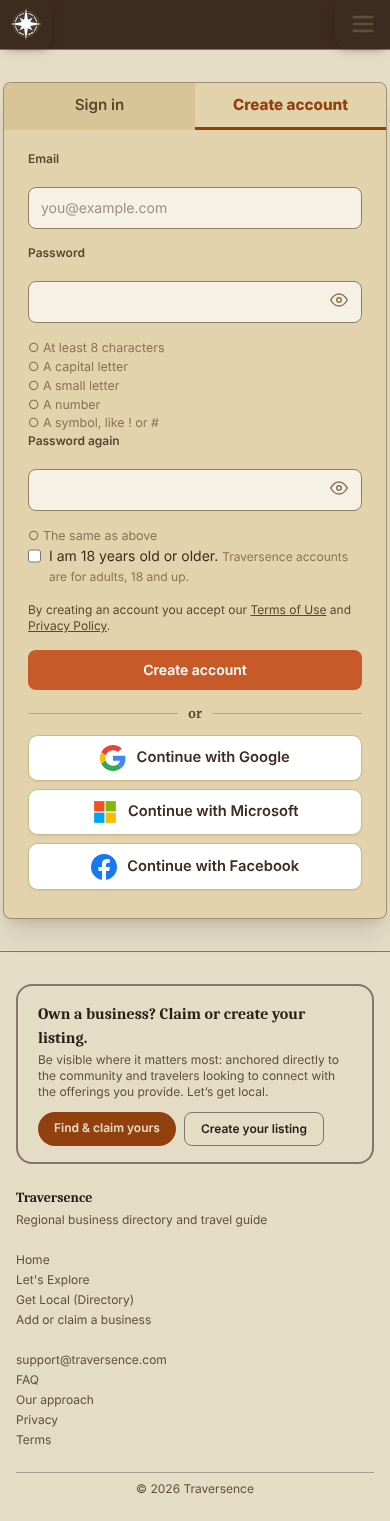 Sign in
Create account
Email
you@example.com
Password
At least 8 characters
A capital letter
A small letter
A number
A symbol, like ! or #
Password again
The same as above
I am 18 years old or older. Traversence accounts
are for adults, 18 and up.
By creating an account you accept our Terms of Use and
Privacy Policy.
Create account
or
Continue with Google
Continue with Microsoft
Continue with Facebook
Own a business? Claim or create your
listing.
Be visible where it matters most: anchored directly to
the community and travelers looking to connect with
the offerings you provide. Let’s get local.
Find & claim yours
Create your listing
Traversence
Regional business directory and travel guide
Home
Let's Explore
Get Local (Directory)
Add or claim a business
support@traversence.com
FAQ
Our approach
Privacy
Terms
© 2026 Traversence